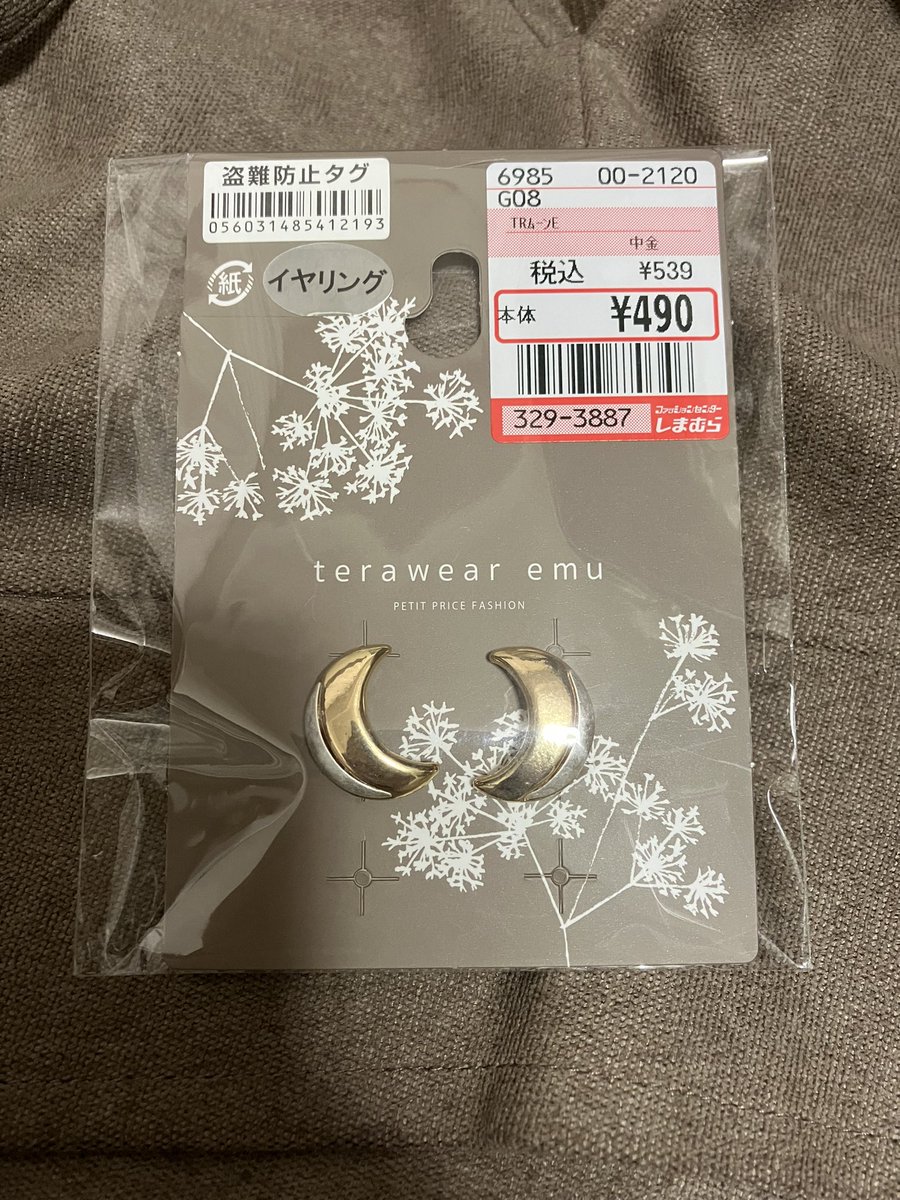 盗難防止タグ
056031485412193
紙
イヤリング
6985 00-2120
G08
TRﾑｰﾝE
中金
税込 ¥539
本体 ¥490
329-3887 ファッションセンター
しまむら
terawear emu
PETIT PRICE FASHION